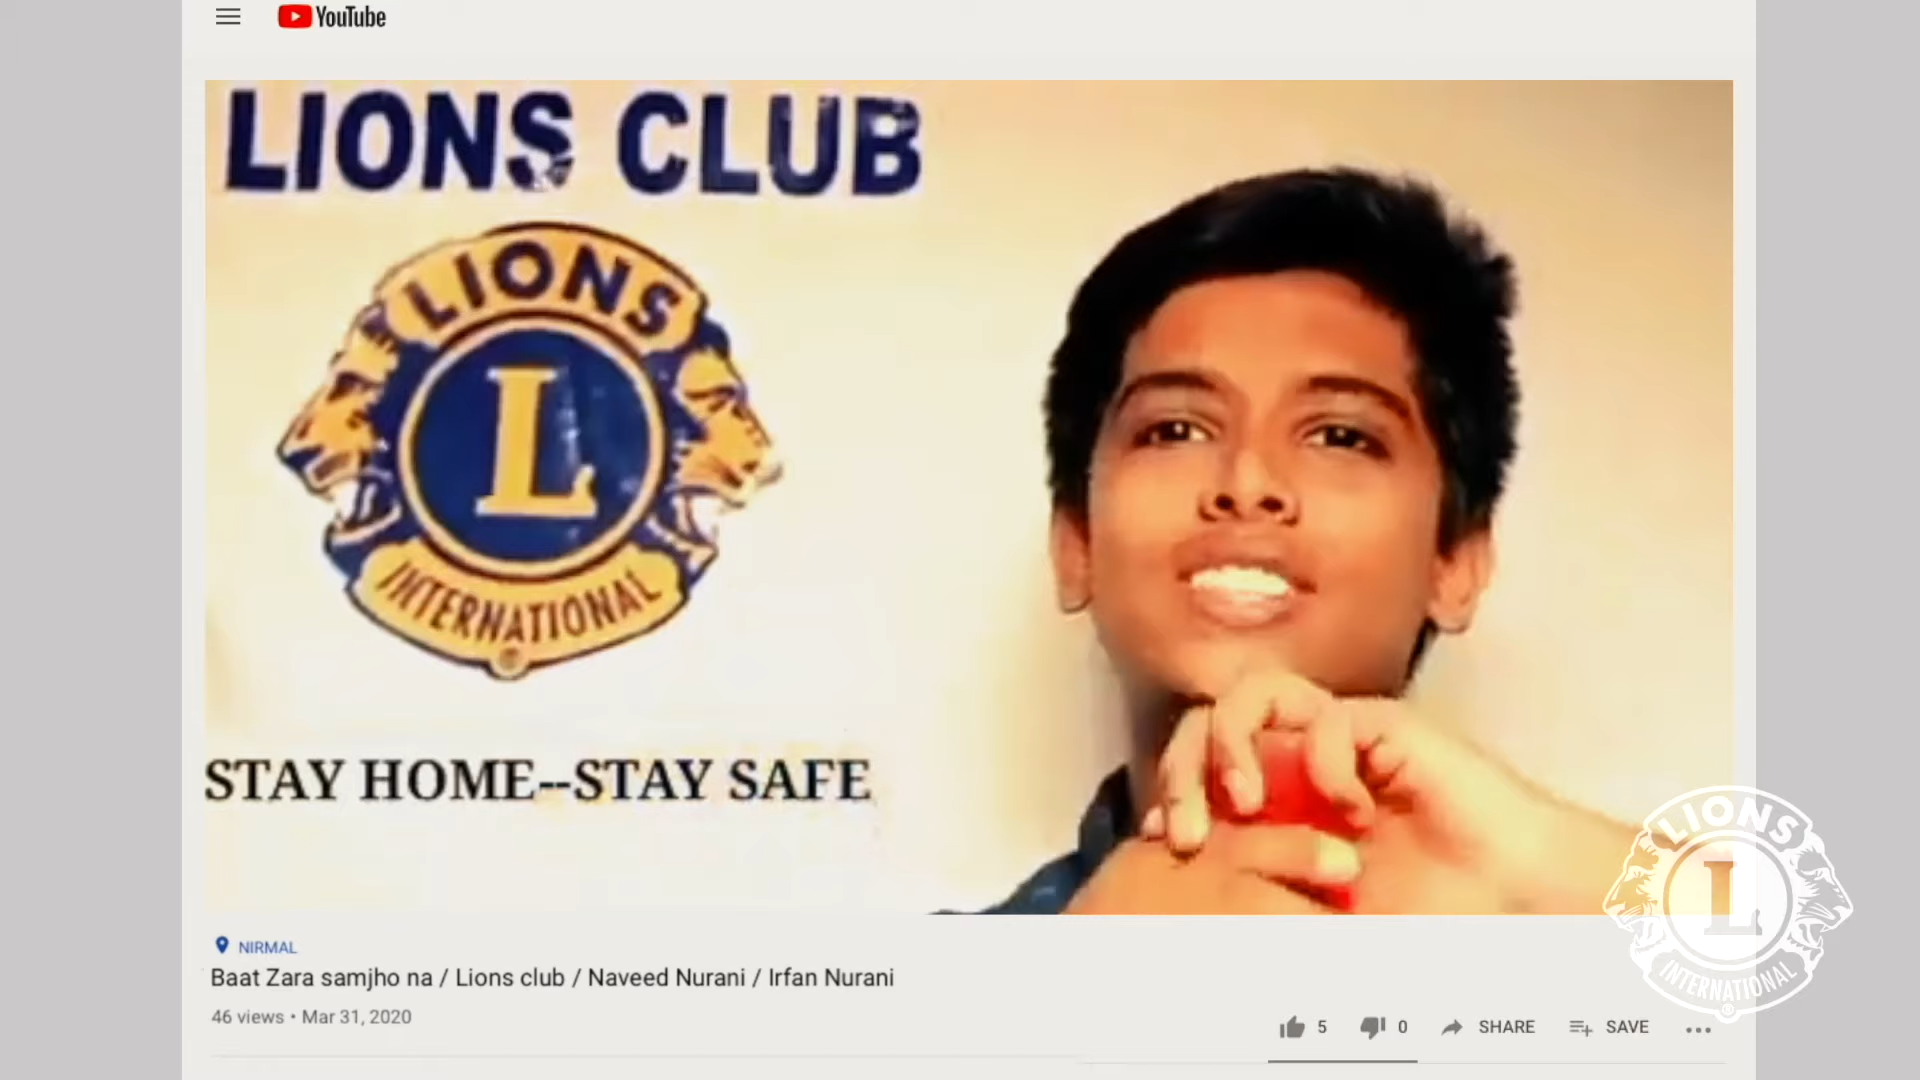 YouTube
LIONS CLUB
LIONS
L
INTERNATIONAL
STAY HOME--STAY SAFE
NIRMAL
Baat Zara samjho na / Lions club / Naveed Nurani / Irfan Nurani
46 views • Mar 31, 2020
5 0 SHARE SAVE
LIONS
L
INTERNATIONAL